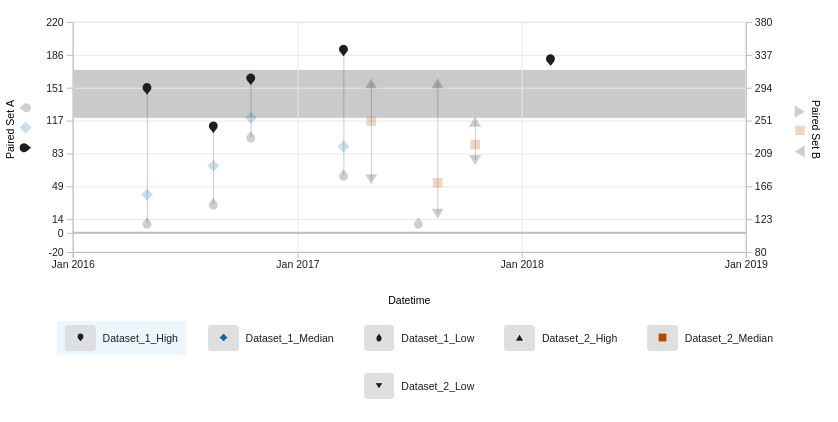 220 380
186 337
151 294
117 251
83 209
49 166
14 123
0
-20 80
Paired Set A
Paired Set B
Jan 2016 Jan 2017 Jan 2018 Jan 2019
Datetime
Dataset_1_High Dataset_1_Median Dataset_1_Low Dataset_2_High Dataset_2_Median
Dataset_2_Low